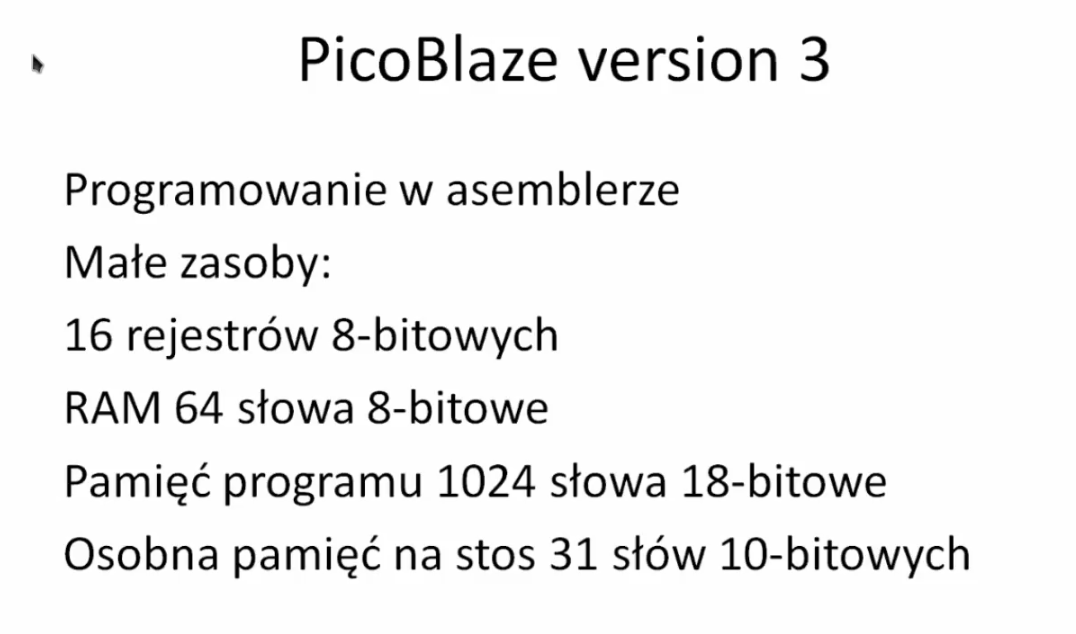 PicoBlaze version 3
Programowanie w asemblerze
Małe zasoby:
16 rejestrów 8-bitowych
RAM 64 słowa 8-bitowe
Pamięć programu 1024 słowa 18-bitowe
Osobna pamięć na stos 31 słów 10-bitowych